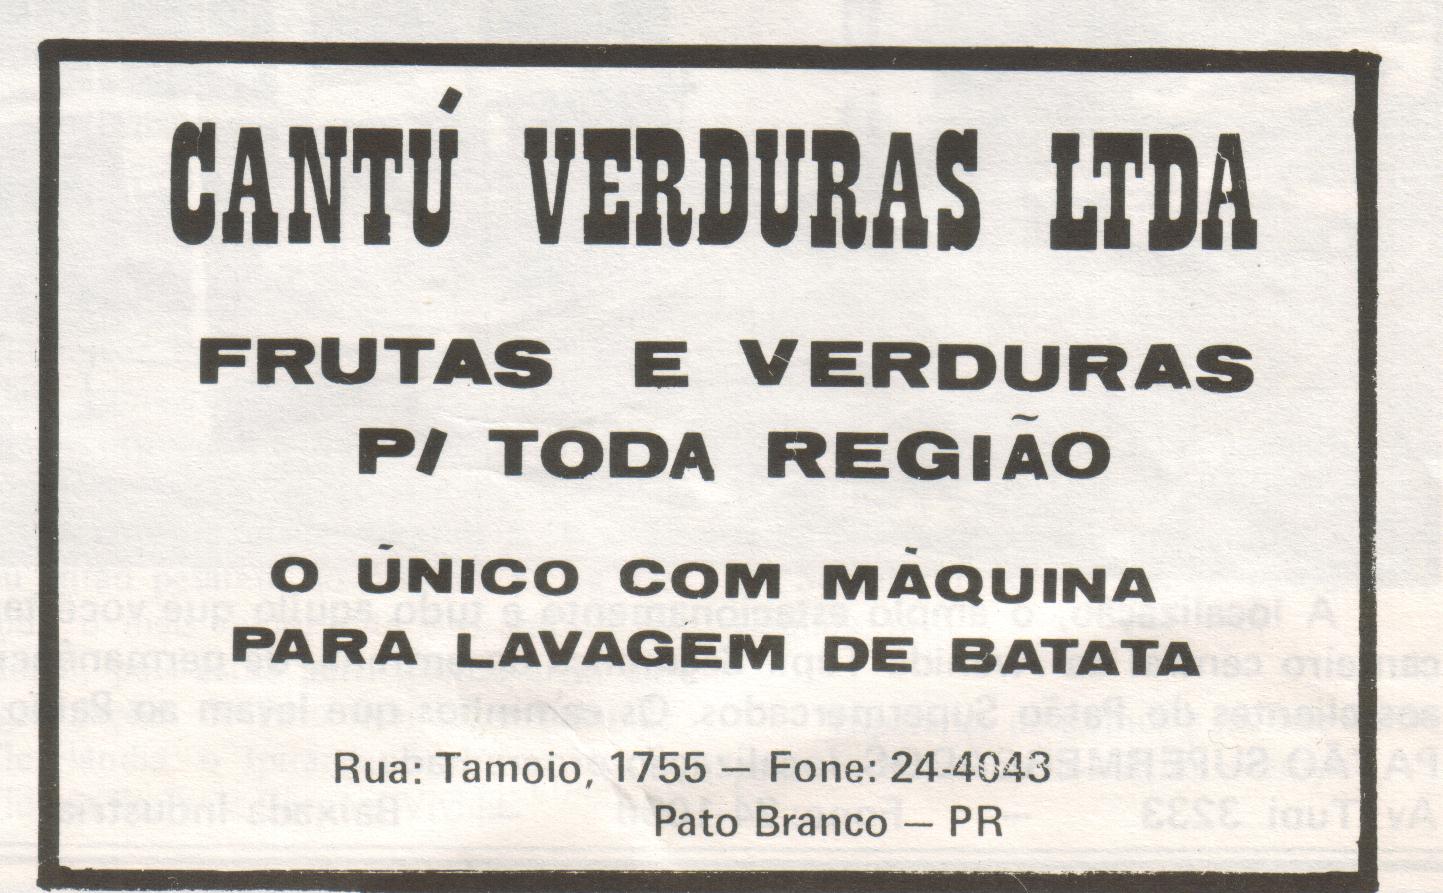 CANTÚ VERDURAS LTDA
FRUTAS E VERDURAS
P/ TODA REGIÃO
O ÚNICO COM MÁQUINA
PARA LAVAGEM DE BATATA
Rua: Tamoio, 1755 – Fone: 24-4043
Pato Branco – PR